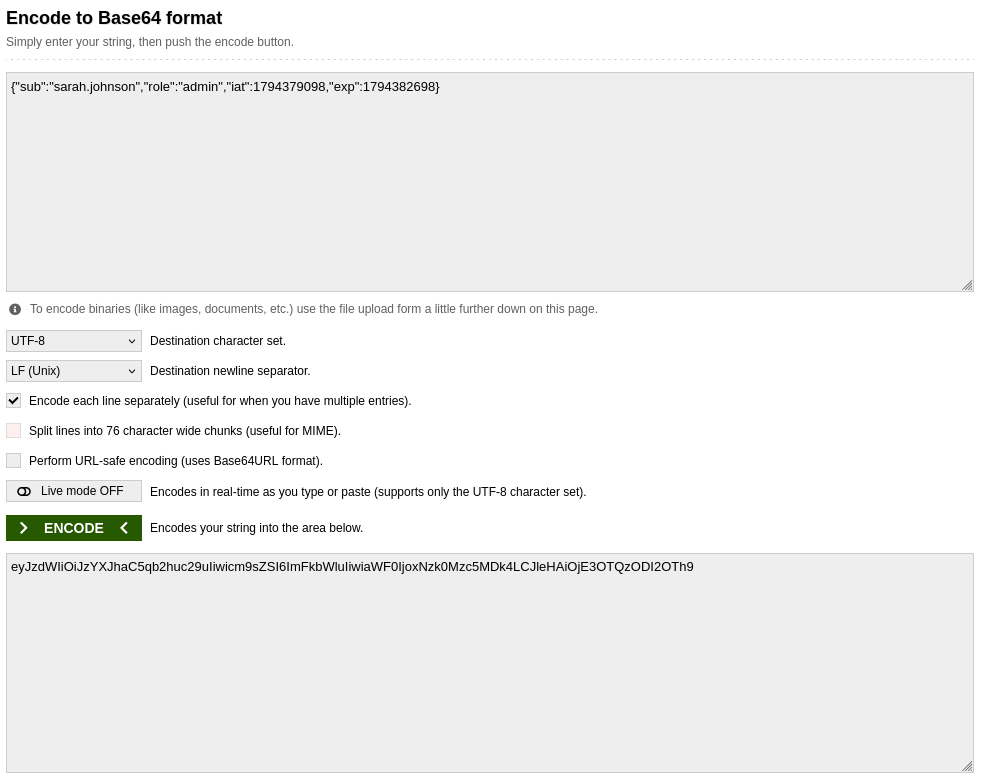 Encode to Base64 format
Simply enter your string, then push the encode button.
{"sub":"sarah.johnson","role":"admin","iat":1794379098,"exp":1794382698}
To encode binaries (like images, documents, etc.) use the file upload form a little further down on this page.
UTF-8 Destination character set.
LF (Unix) Destination newline separator.
Encode each line separately (useful for when you have multiple entries).
Split lines into 76 character wide chunks (useful for MIME).
Perform URL-safe encoding (uses Base64URL format).
Live mode OFF Encodes in real-time as you type or paste (supports only the UTF-8 character set).
ENCODE Encodes your string into the area below.
eyJzdWIiOiJzYXJhaC5qb2huc29uIiwicm9sZSI6ImFkbWluIiwiaWF0IjoxNzk0Mzc5MDk4LCJleHAiOjE3OTQzODI2OTh9